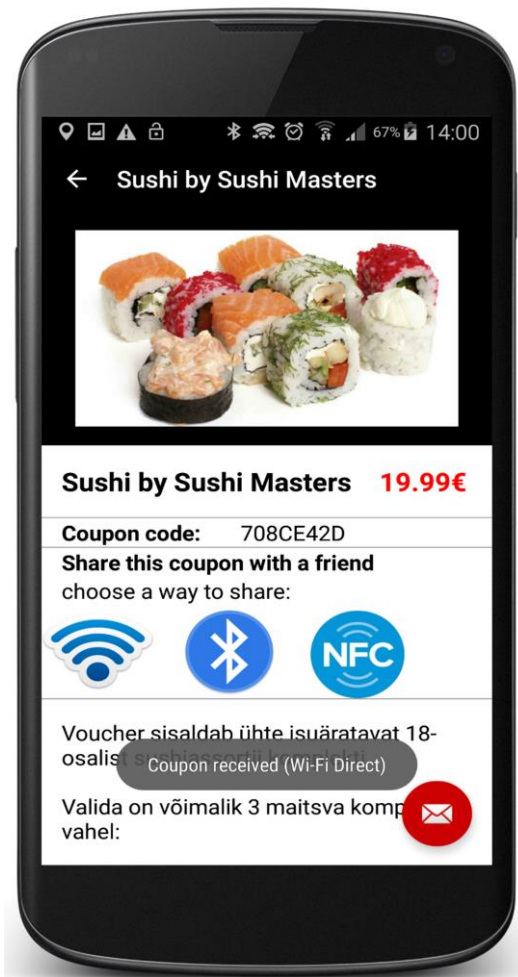 67% 14:00
Sushi by Sushi Masters
Sushi by Sushi Masters 19.99€
Coupon code: 708CE42D
Share this coupon with a friend
choose a way to share:
NFC
Voucher sisaldab ühte isuäratavat 18-
osalist
Coupon received (Wi-Fi Direct)
Valida on võimalik 3 maitsva komp
vahel: